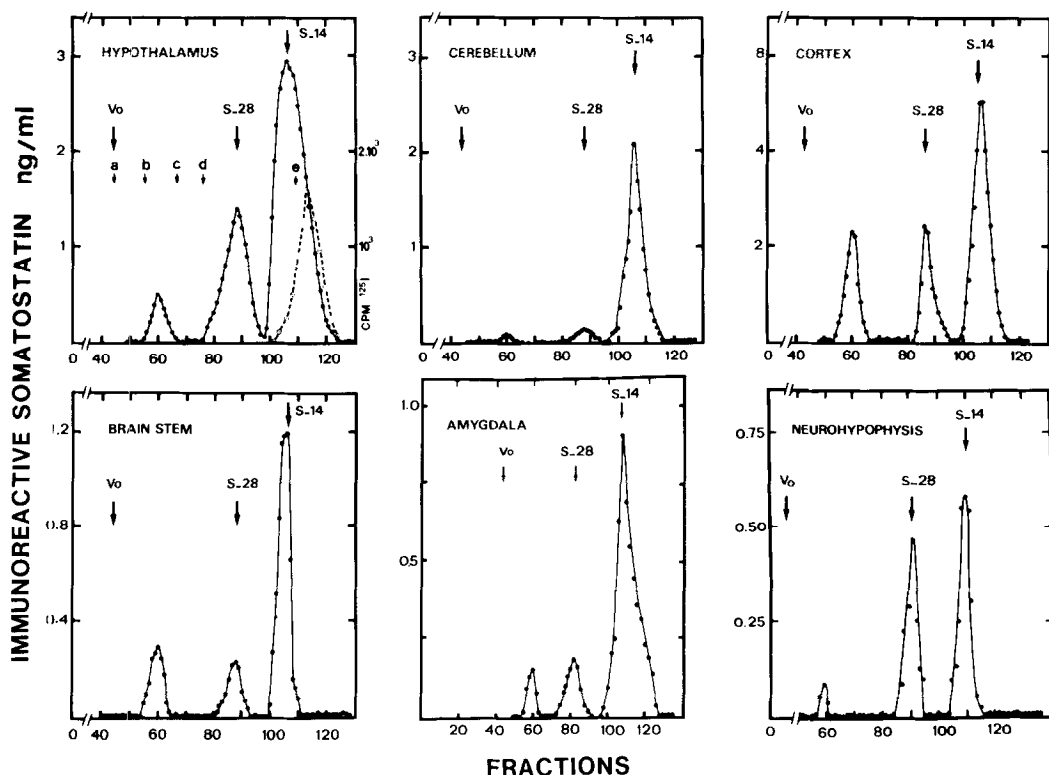 IMMUNOREACTIVE SOMATOSTATIN ng/ml
HYPOTHALAMUS
S-14
Vo
S-28
a b c d e
3
2
1
0
2.10³
10³
CPM ¹²⁵I
40 60 80 100 120
CEREBELLUM
S-14
Vo
S-28
3
2
1
0
40 60 80 100 120
CORTEX
S-14
Vo
S-28
8
4
2
0
40 60 80 100 120
BRAIN STEM
S-14
Vo
S-28
1.2
0.8
0.4
0
40 60 80 100 120
AMYGDALA
S-14
Vo
S-28
1.0
0.5
0
20 40 60 80 100 120
NEUROHYPOPHYSIS
S-14
Vo
S-28
0.75
0.50
0.25
0
60 80 100 120
FRACTIONS